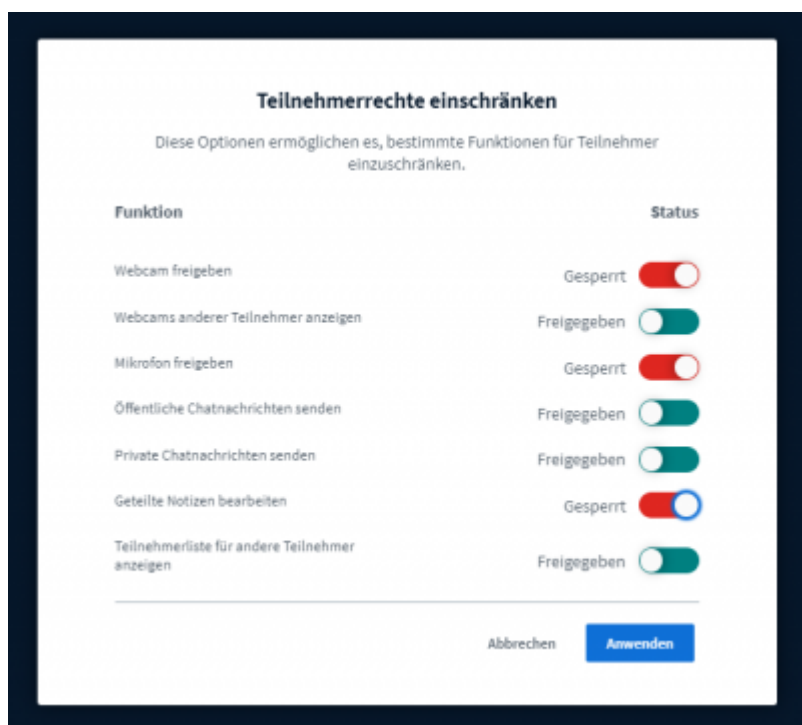 Teilnehmerrechte einschränken
Diese Optionen ermöglichen es, bestimmte Funktionen für Teilnehmer
einzuschränken.
Funktion Status
Webcam freigeben Gesperrt
Webcams anderer Teilnehmer anzeigen Freigegeben
Mikrofon freigeben Gesperrt
Öffentliche Chatnachrichten senden Freigegeben
Private Chatnachrichten senden Freigegeben
Geteilte Notizen bearbeiten Gesperrt
Teilnehmerliste für andere Teilnehmer
anzeigen Freigegeben
Abbrechen Anwenden